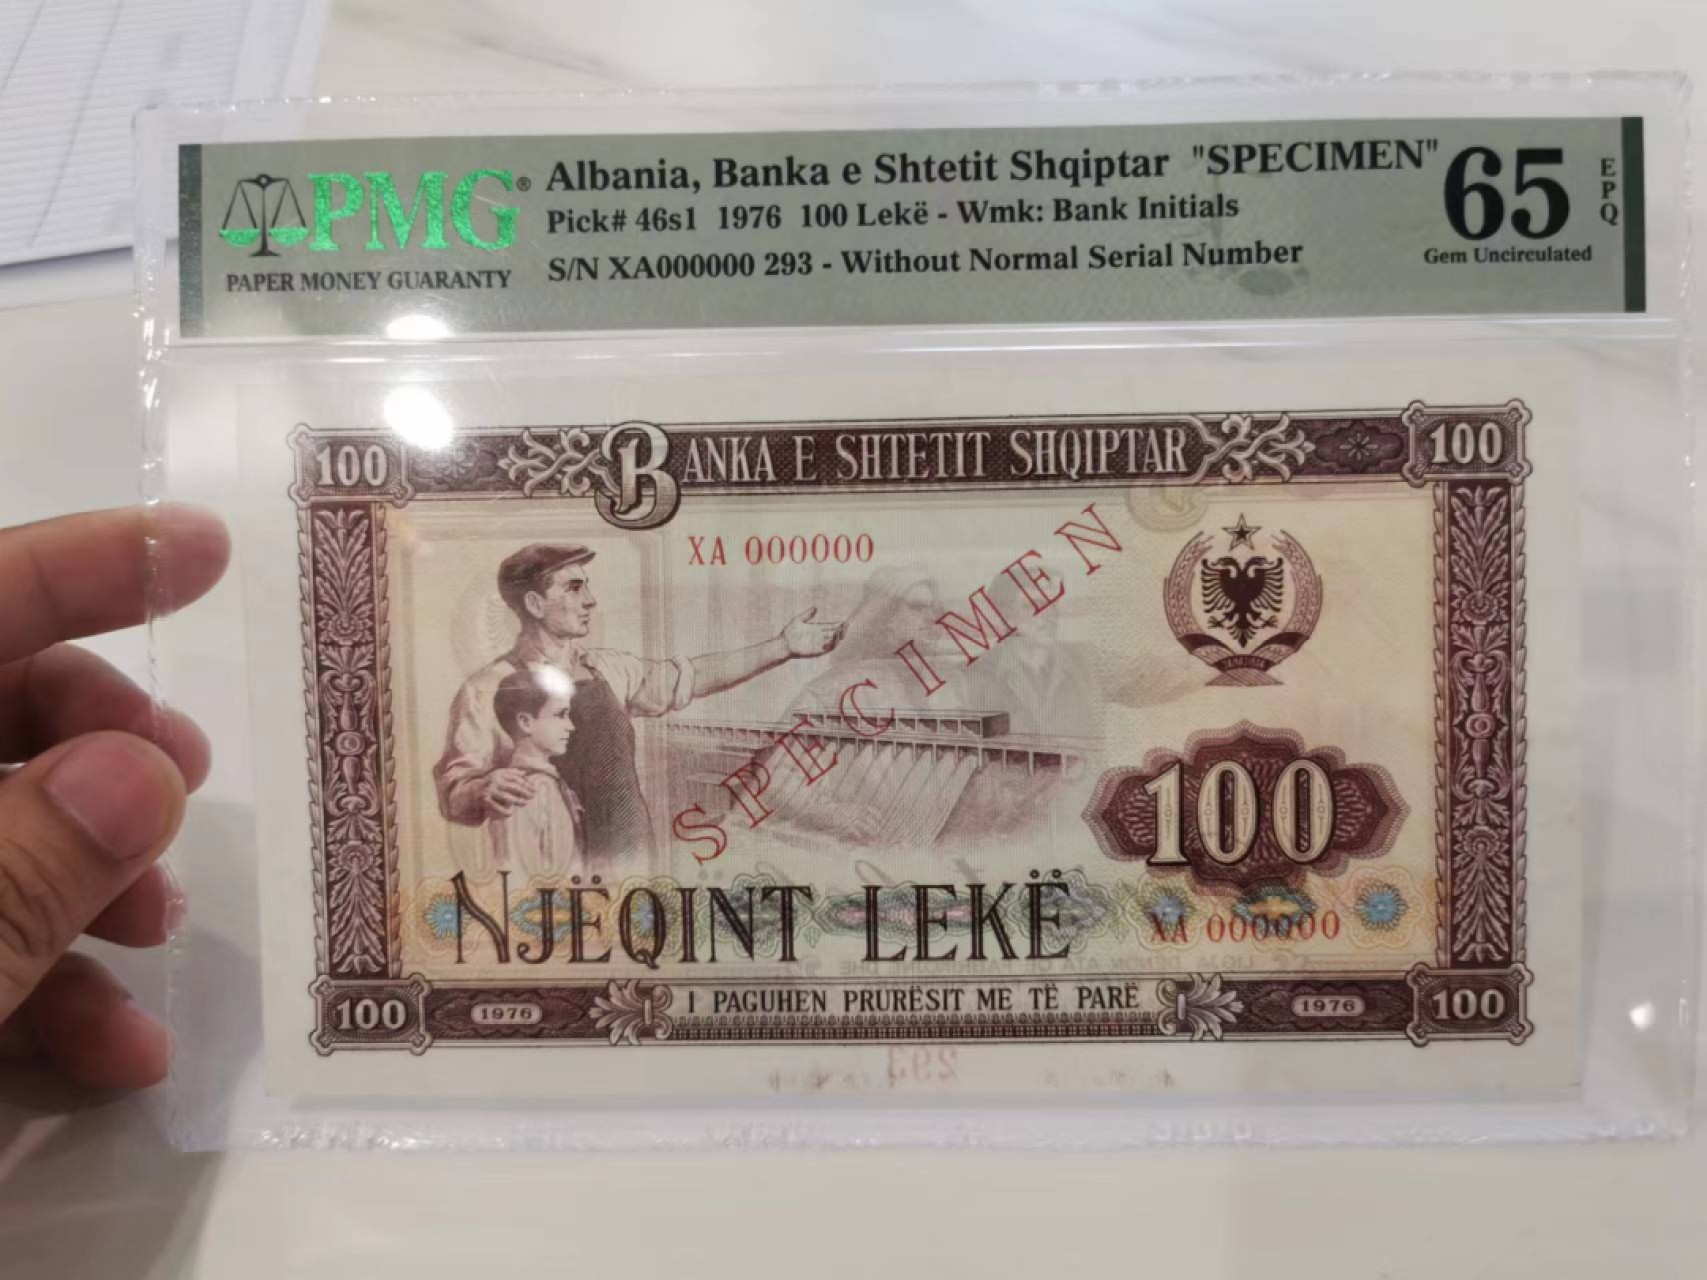 PMG®
PAPER MONEY GUARANTY
Albania, Banka e Shtetit Shqiptar "SPECIMEN"
Pick# 46s1 1976 100 Lekë - Wmk: Bank Initials
S/N XA000000 293 - Without Normal Serial Number
65
EPQ
Gem Uncirculated
100
BANKA E SHTETIT SHQIPTAR
100
XA 000000
SPECIMEN
100
NJËQINT LEKË
XA 000000
100
1976
I PAGUHEN PRURËSIT ME TË PARË
1976
100
293